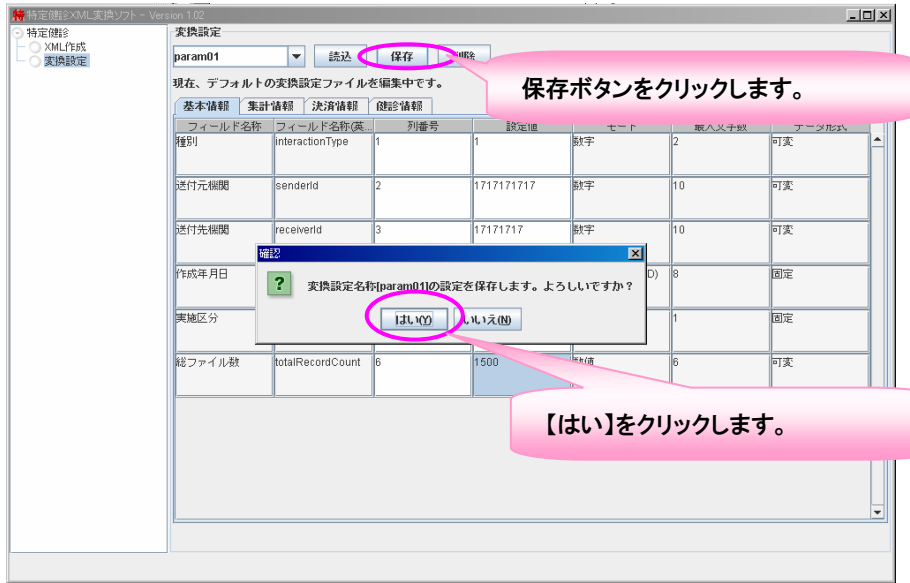 特定健診XML変換ソフト - Version 1.02
特定健診
XML作成
変換設定
変換設定
param01
読込
保存
削除
保存ボタンをクリックします。
現在、デフォルトの変換設定ファイルを編集中です。
基本情報 集計情報 決済情報 健診情報
フィールド名称 フィールド名称(英... 列番号 設定値 モード 最大文字数 データ形式
種別 interactionType 1 1 数字 2 可変
送付元機関 senderId 2 1717171717 数字 10 可変
送付先機関 receiverId 3 17171717 数字 10 可変
確認
作成年月日 D) 8 固定
変換設定名称[param01]の設定を保存します。よろしいですか？
はい(Y) いいえ(N)
実施区分 1 固定
総ファイル数 totalRecordCount 6 1500 数値 6 可変
【はい】をクリックします。